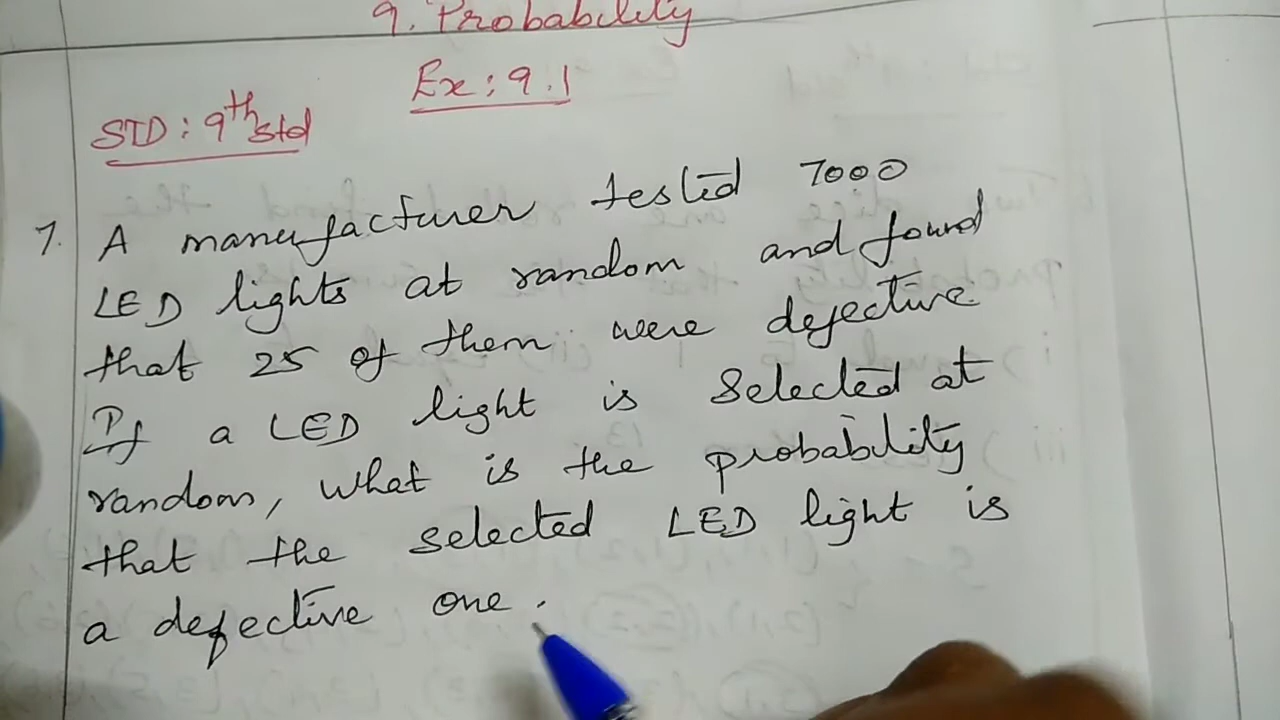 9. Probability
Ex: 9.1
STD: 9th std
7. A manufacturer tested 7000
LED lights at random and found
that 25 of them were defective
If a LED light is selected at
random, what is the probability
that the selected LED light is
a defective one.